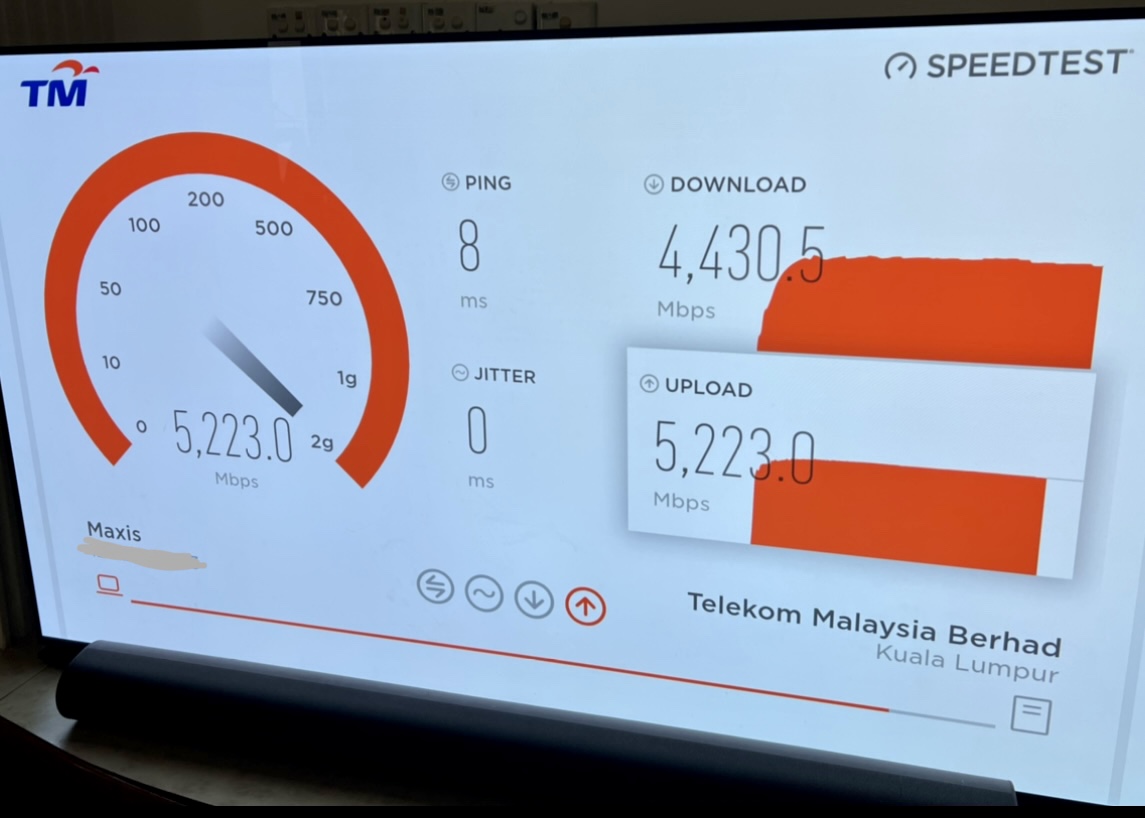 TM
SPEEDTEST
PING
8
ms
JITTER
0
ms
DOWNLOAD
4,430.5
Mbps
UPLOAD
5,223.0
Mbps
0
10
50
100
200
500
750
1g
2g
5,223.0
Mbps
Maxis
Telekom Malaysia Berhad
Kuala Lumpur